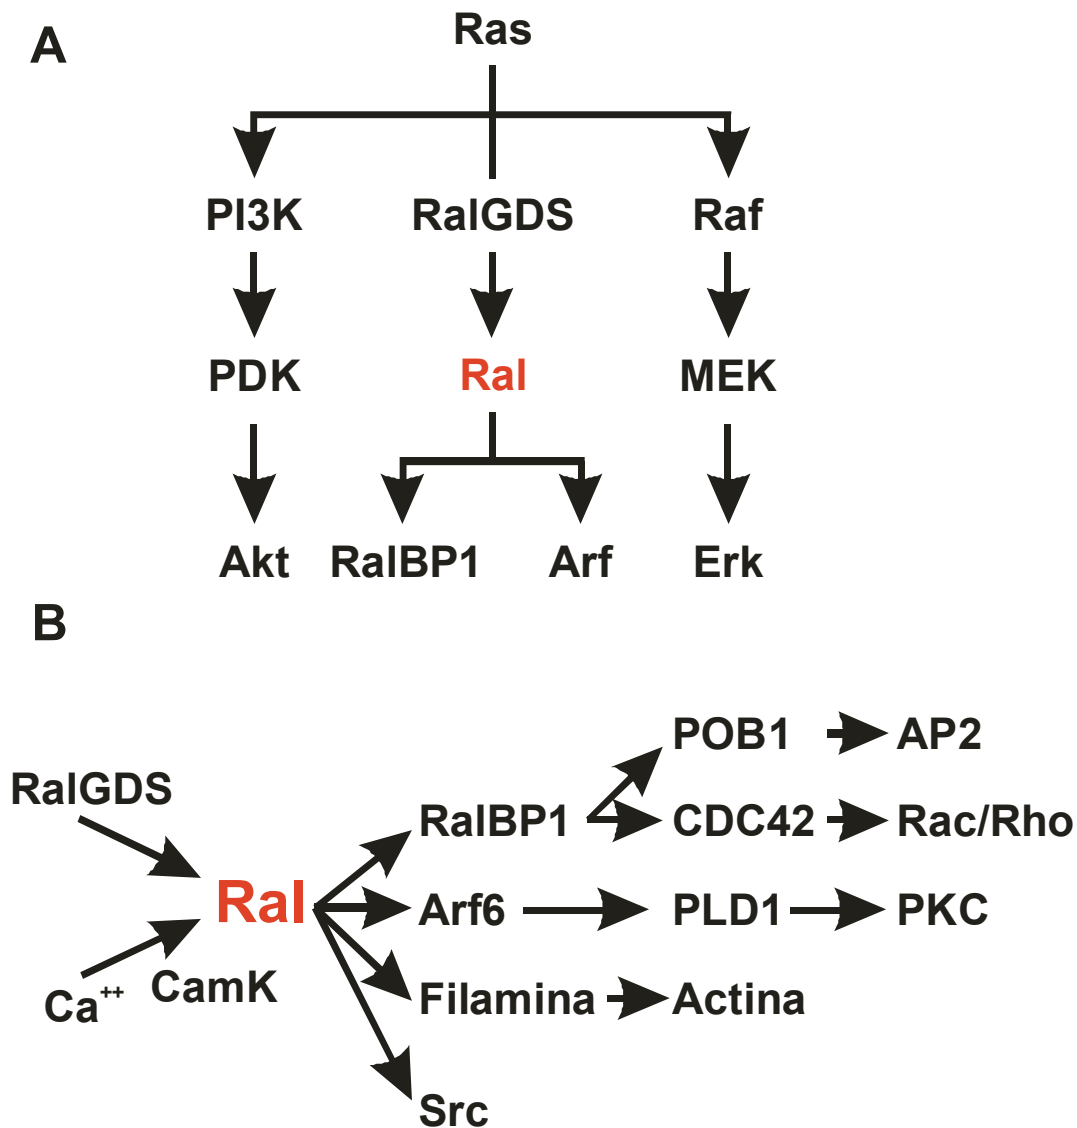 A
Ras
PI3K RalGDS Raf
PDK Ral MEK
Akt RalBP1 Arf Erk
B
POB1 AP2
RalGDS
RalBP1 CDC42 Rac/Rho
Ral
Arf6 PLD1 PKC
Ca++ CamK
Filamina Actina
Src